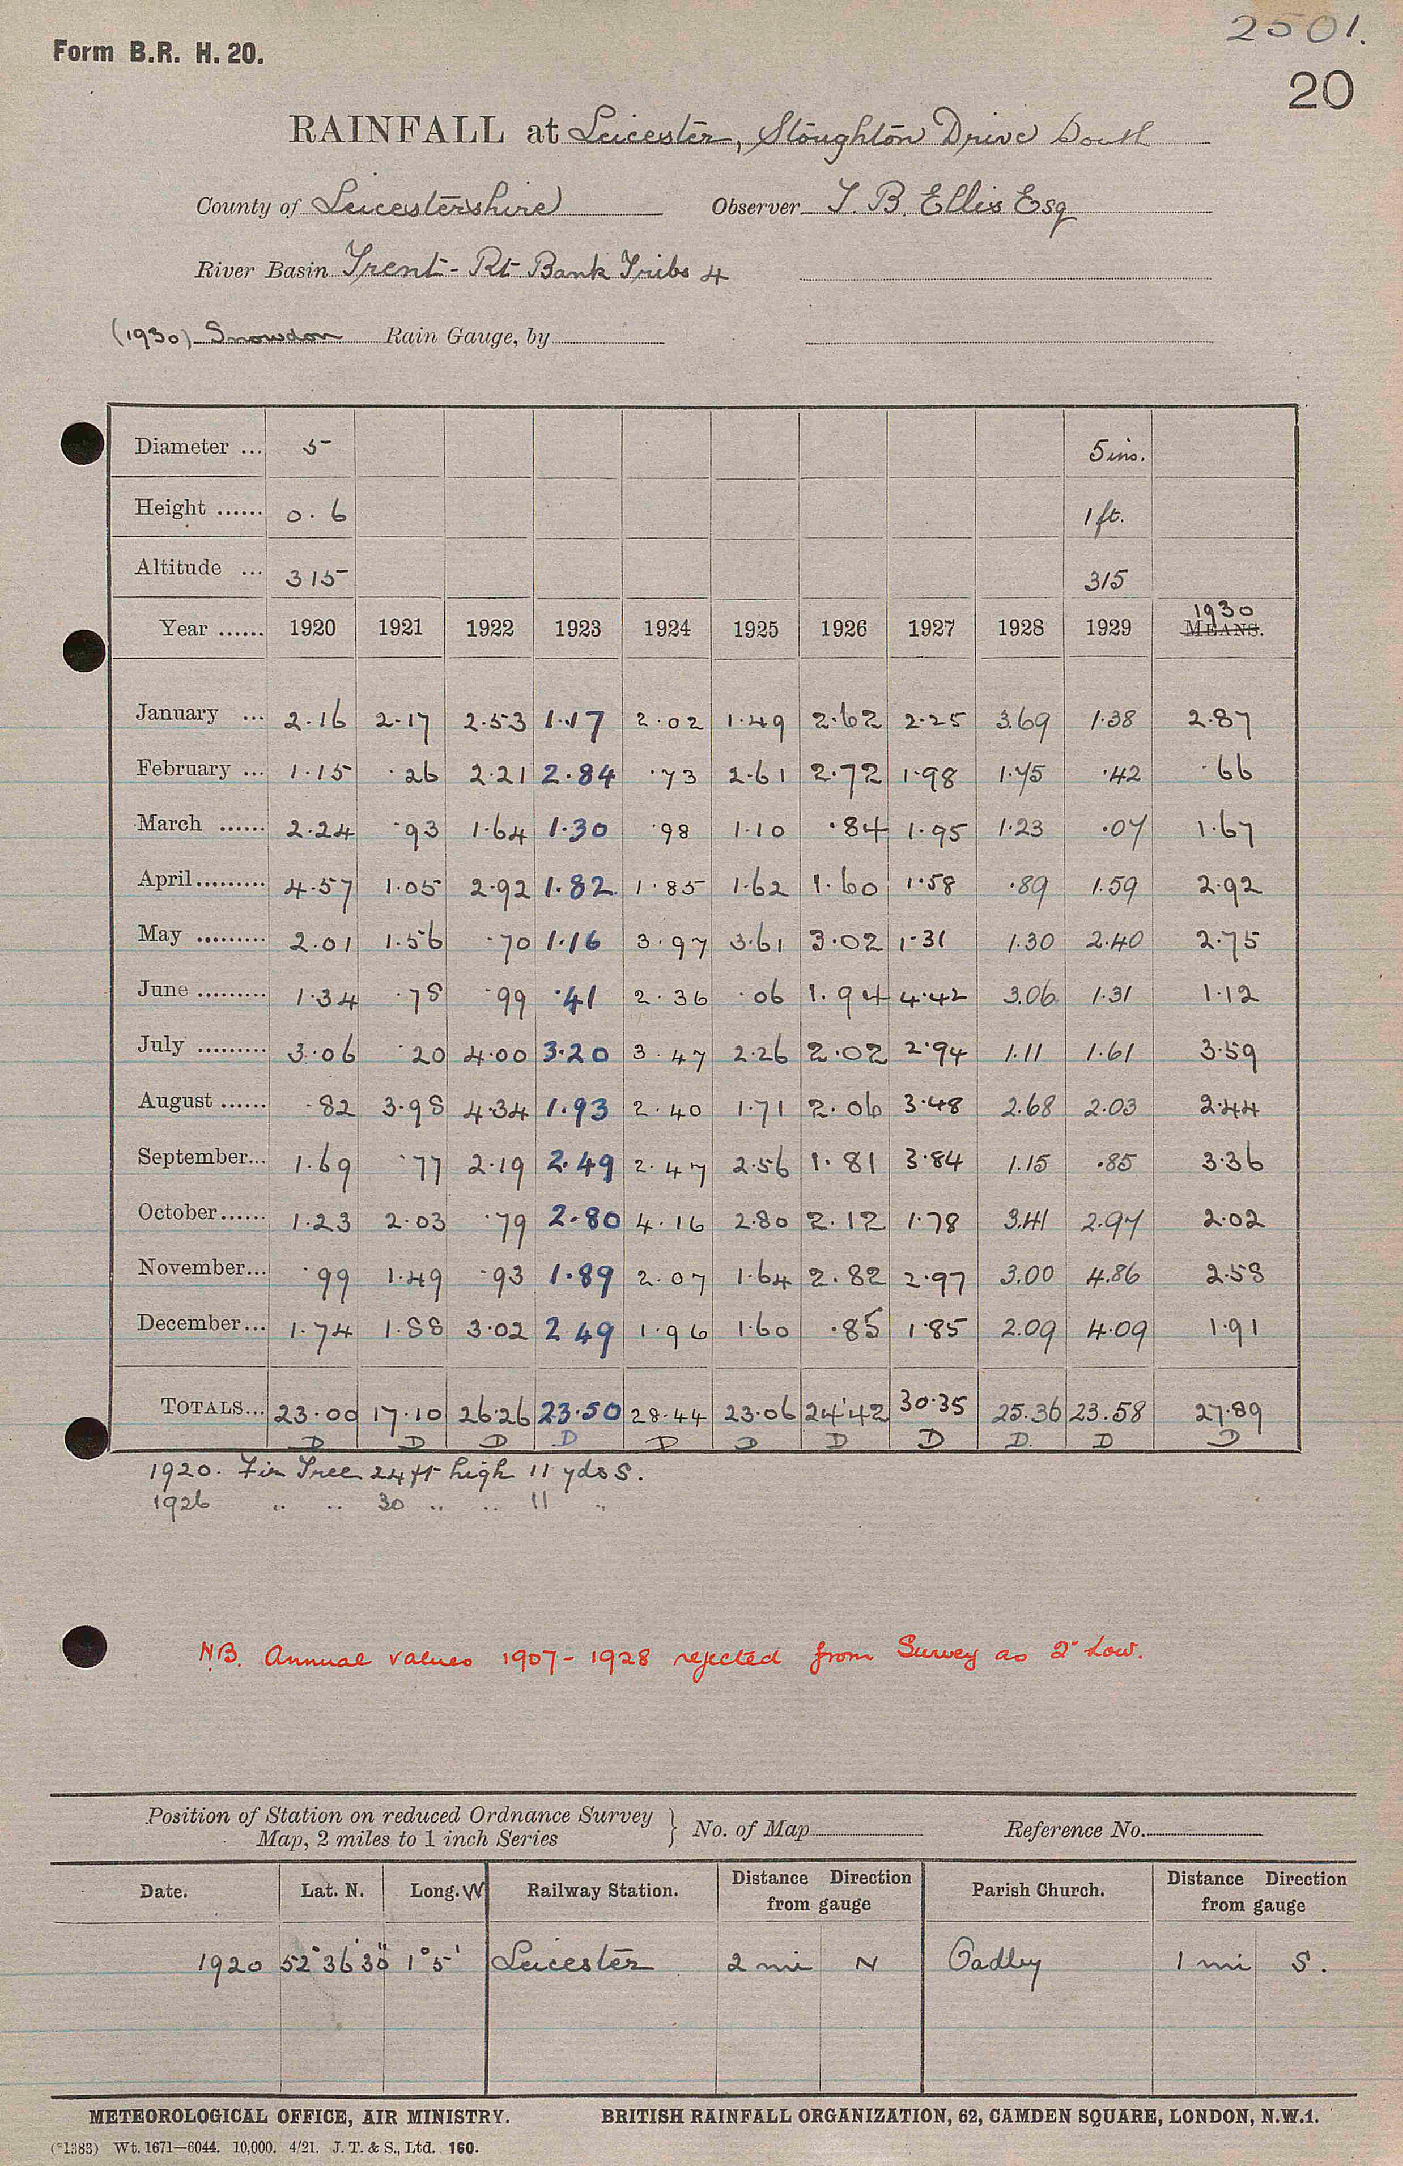 2501.
Form B.R. H. 20.
20
RAINFALL at Leicester, Stoughton Drive South
County of Leicestershire Observer T. B. Ellis Esq
River Basin Trent - Rt Bank Tribs 4
(1930) Snowdon Rain Gauge, by
Diameter ... 5 5 ins.
Height ...... 0.6 1 ft.
Altitude ... 315 315
Year ...... 1920 1921 1922 1923 1924 1925 1926 1927 1928 1929 1930 MEANS.
January ... 2.16 2.17 2.53 1.17 2.02 1.49 2.62 2.25 3.69 1.38 2.87
February ... 1.15 .26 2.21 2.84 .73 2.61 2.72 1.98 1.75 .42 .66
March ...... 2.24 .93 1.64 1.30 .98 1.10 .84 1.95 1.23 .07 1.67
April......... 4.57 1.05 2.92 1.82 1.85 1.62 1.60 1.58 .89 1.59 2.92
May ......... 2.01 1.56 .70 1.16 3.97 3.61 3.02 1.31 1.30 2.40 2.75
June ......... 1.34 .78 .99 .41 2.36 .06 1.94 4.42 3.06 1.31 1.12
July ......... 3.06 .20 4.00 3.20 3.47 2.26 2.02 2.94 1.11 1.61 3.59
August ...... .82 3.98 4.34 1.93 2.40 1.71 2.06 3.48 2.68 2.03 2.44
September... 1.69 .77 2.19 2.49 2.47 2.56 1.81 3.84 1.15 .85 3.36
October...... 1.23 2.03 .79 2.80 4.16 2.80 2.12 1.78 3.41 2.97 2.02
November... .99 1.49 .93 1.89 2.07 1.64 2.82 2.97 3.00 4.86 2.58
December... 1.74 1.88 3.02 2 49 1.96 1.60 .85 1.85 2.09 4.09 1.91
TOTALS... 23.00 17.10 26.26 23.50 28.44 23.06 24.42 30.35 25.36 23.58 27.89
D D D D D D D D D D D
1920. Fir Tree 24 ft high 11 yds S.
1926 " " 30 " " 11 "
NB. Annual values 1907-1928 rejected from Survey as 2" low.
Position of Station on reduced Ordnance Survey
Map, 2 miles to 1 inch Series } No. of Map Reference No.
Date. Lat. N. Long. W Railway Station. Distance Direction from gauge Parish Church. Distance Direction from gauge
1920 52° 36' 30" 1° 5' Leicester 2 mi N Oadby 1 mi S.
METEOROLOGICAL OFFICE, AIR MINISTRY. BRITISH RAINFALL ORGANIZATION, 62, CAMDEN SQUARE, LONDON, N.W.1.
(*1383) Wt. 1671—6044. 10,000. 4/21. J. T. & S., Ltd. 160.